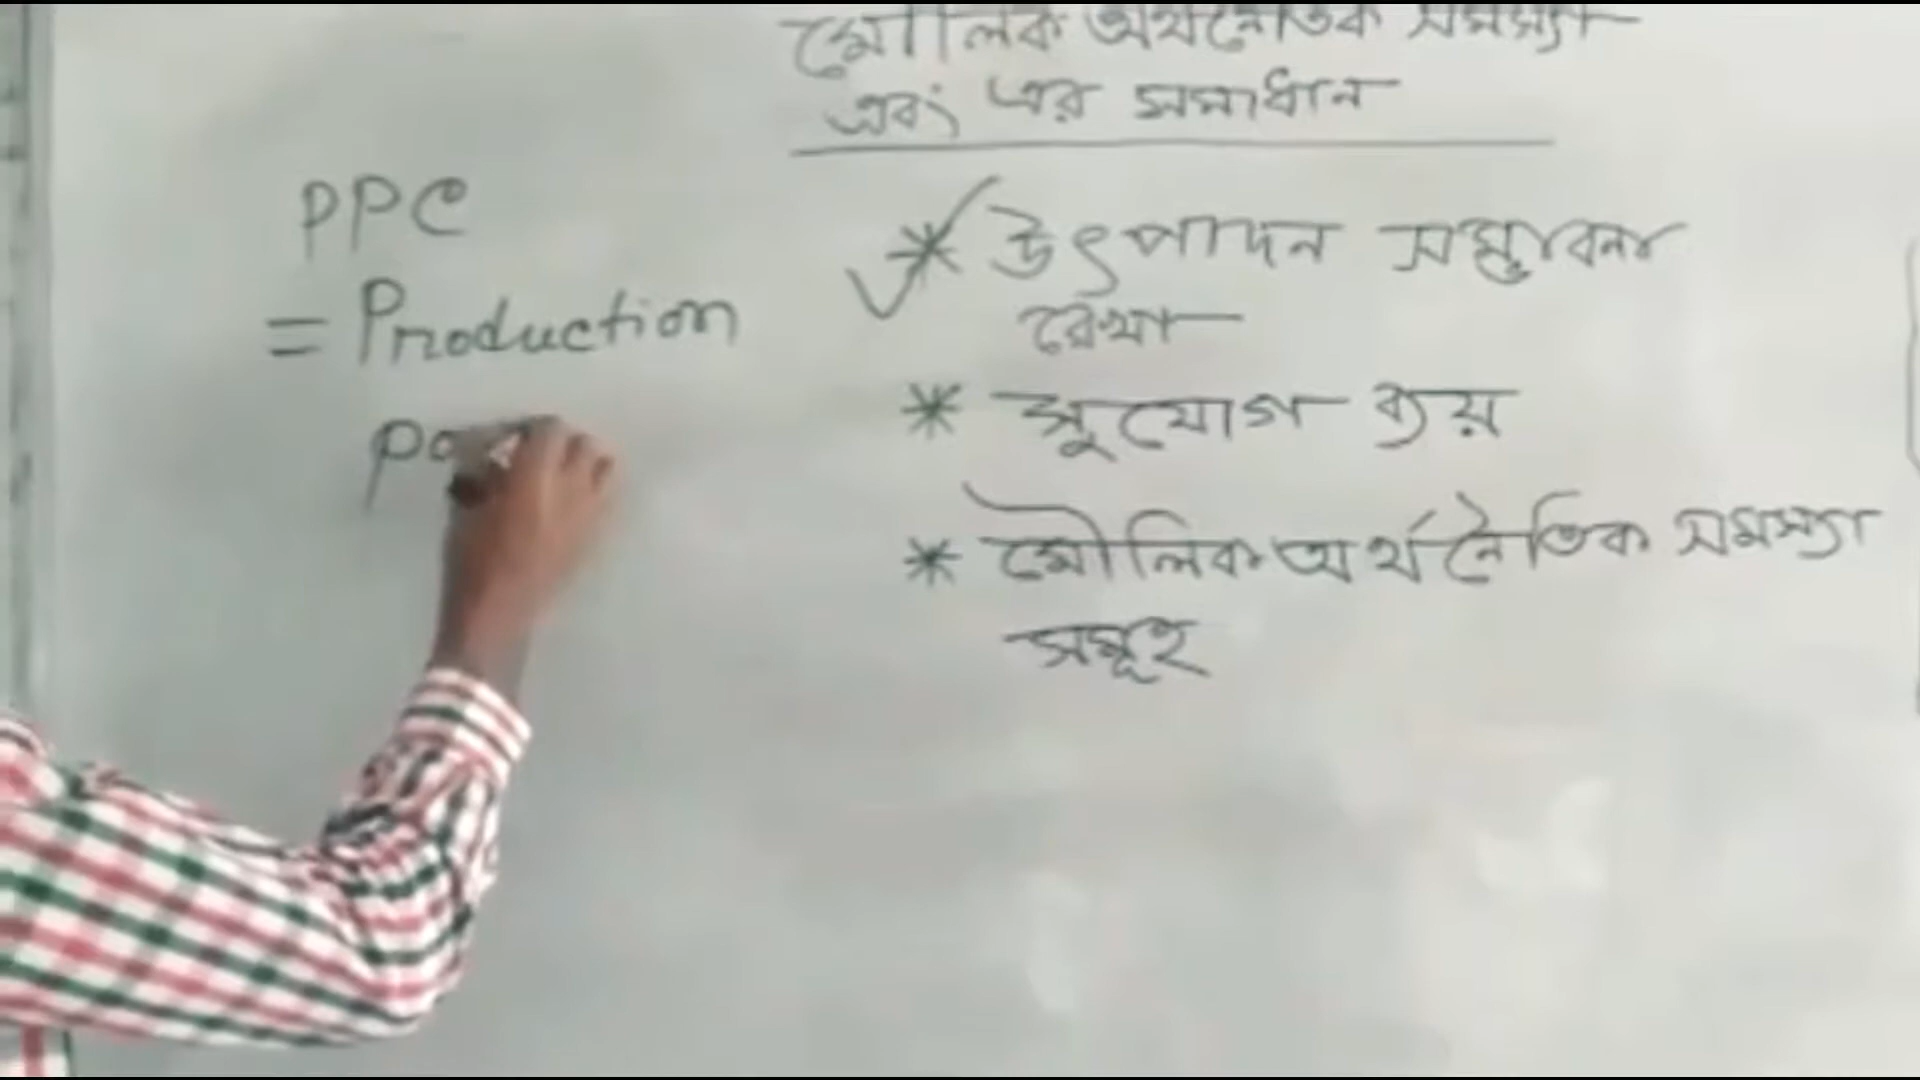 মৌলিক অর্থনৈতিক সমস্যা
এবং এর সমাধান
PPC
= Production
* উৎপাদন সম্ভাবনা
রেখা
* সুযোগ ব্যয়
* মৌলিক অর্থনৈতিক সমস্যা
সমূহ